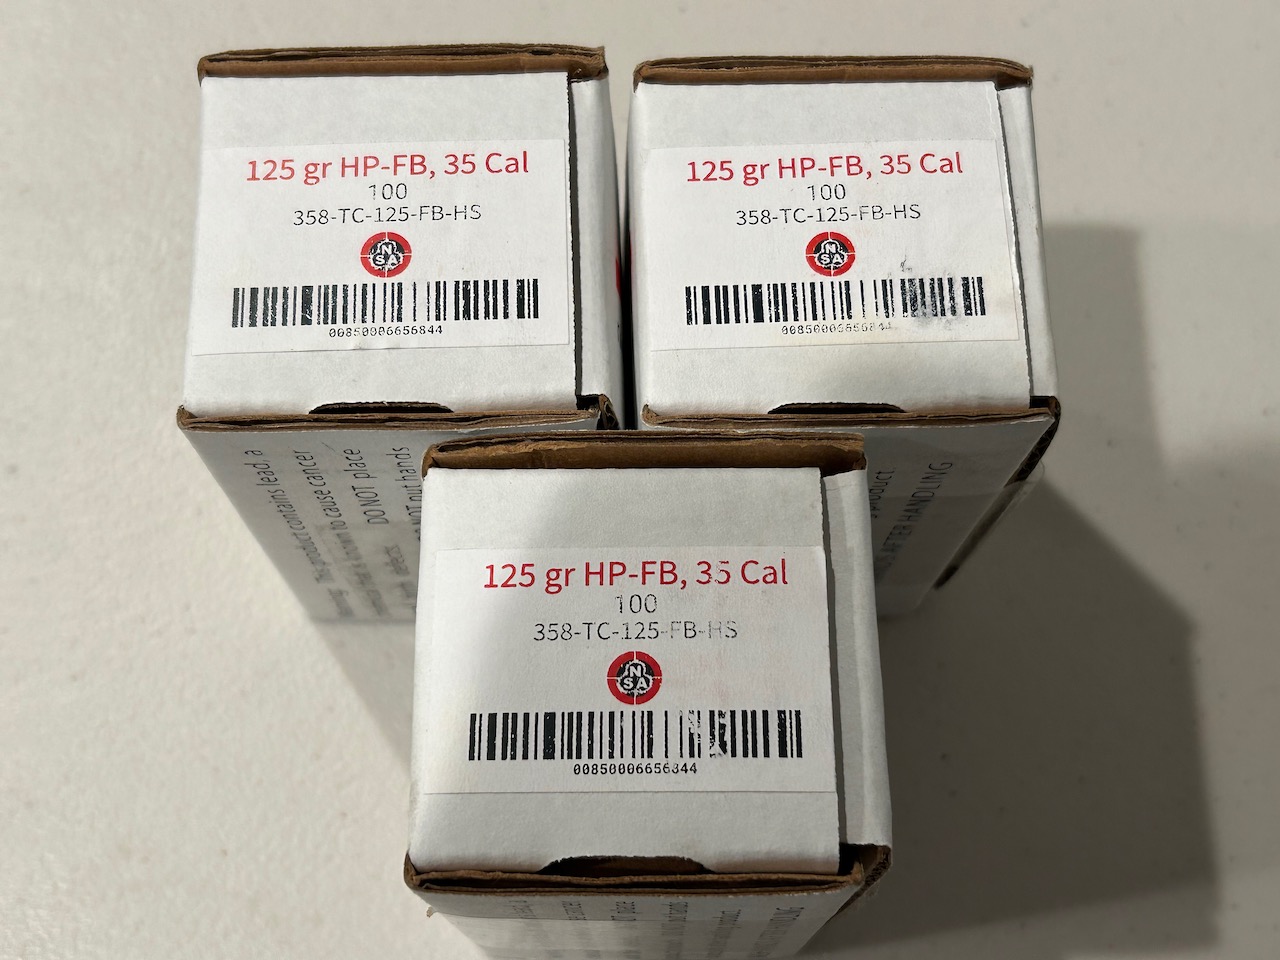 125 gr HP-FB, 35 Cal
100
358-TC-125-FB-HS
NSA
00850006656844
125 gr HP-FB, 35 Cal
100
358-TC-125-FB-HS
NSA
00850006656844
contains lead, a
known to cause cancer
DO NOT place
NOT put hands
product.
AFTER HANDLING
125 gr HP-FB, 35 Cal
100
358-TC-125-FB-HS
NSA
00850006656844
place